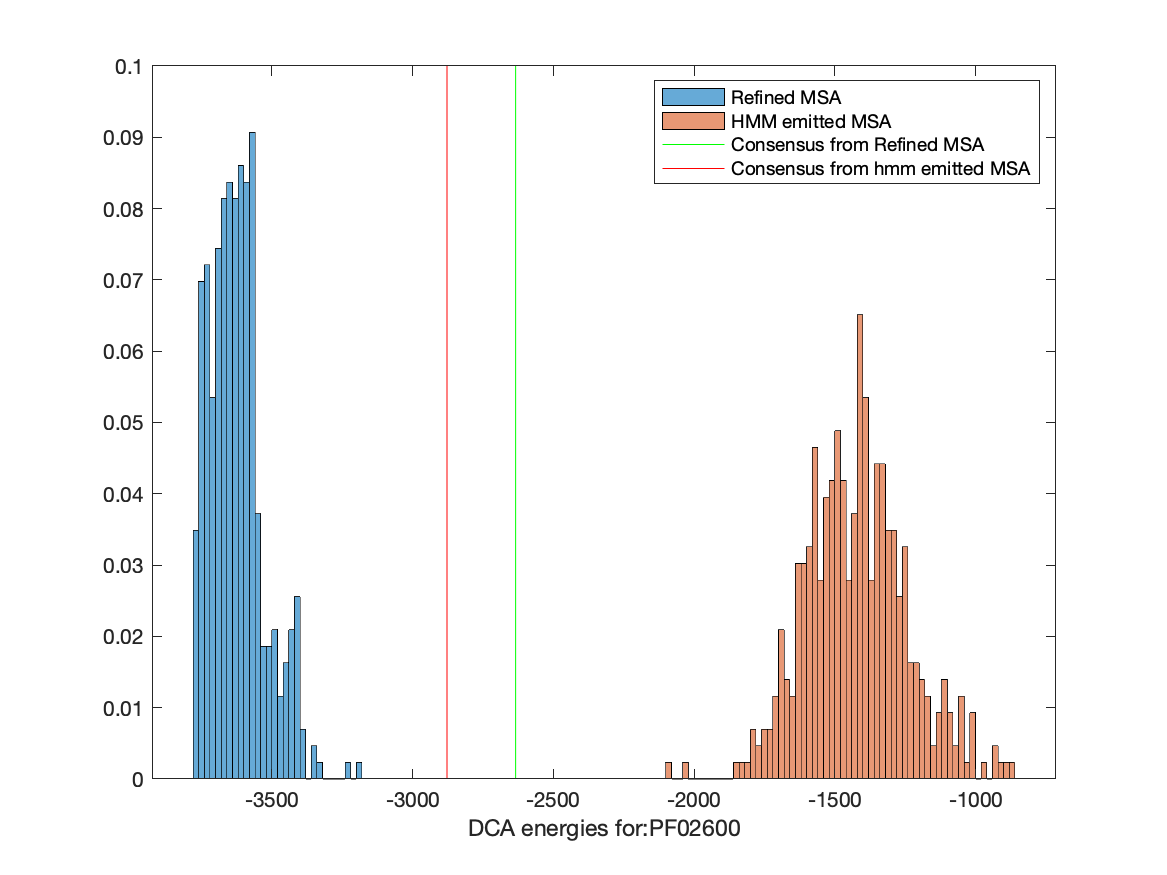 0.1
0.09
0.08
0.07
0.06
0.05
0.04
0.03
0.02
0.01
0
Refined MSA
HMM emitted MSA
Consensus from Refined MSA
Consensus from hmm emitted MSA
-3500 -3000 -2500 -2000 -1500 -1000
DCA energies for:PF02600